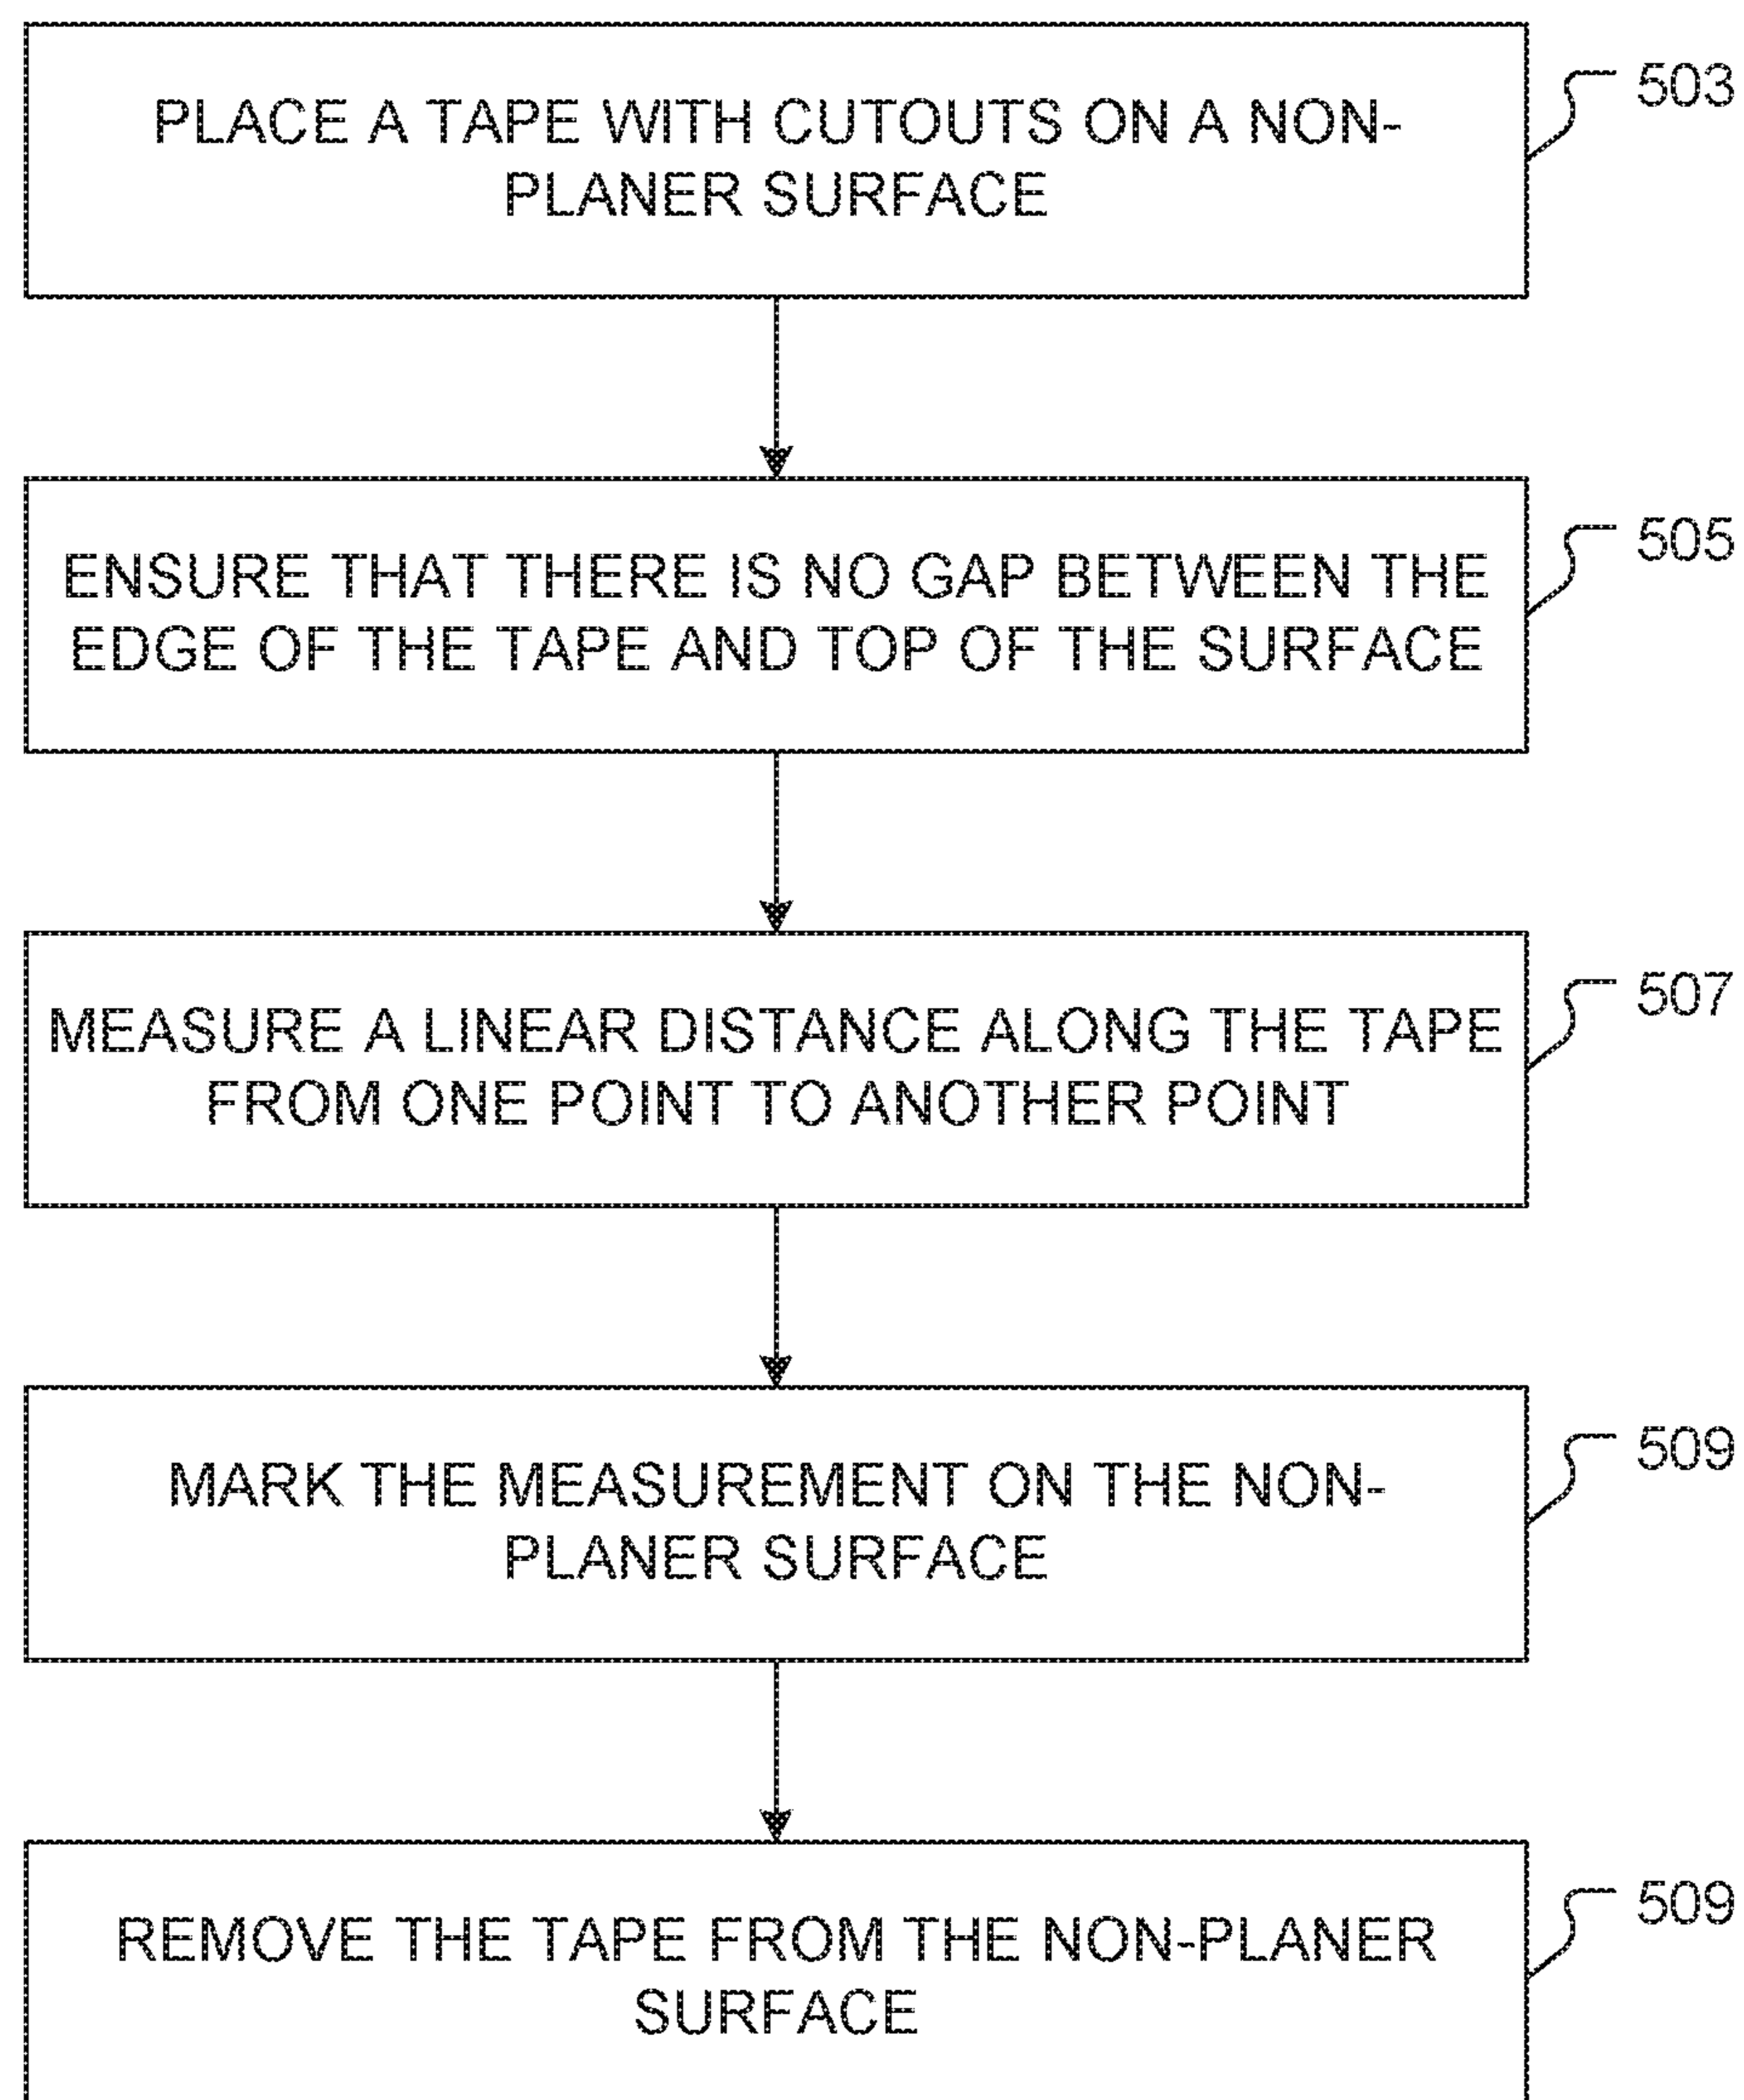 PLACE A TAPE WITH CUTOUTS ON A NON-
PLANER SURFACE
503
ENSURE THAT THERE IS NO GAP BETWEEN THE
EDGE OF THE TAPE AND TOP OF THE SURFACE
505
MEASURE A LINEAR DISTANCE ALONG THE TAPE
FROM ONE POINT TO ANOTHER POINT
507
MARK THE MEASUREMENT ON THE NON-
PLANER SURFACE
509
REMOVE THE TAPE FROM THE NON-PLANER
SURFACE
509